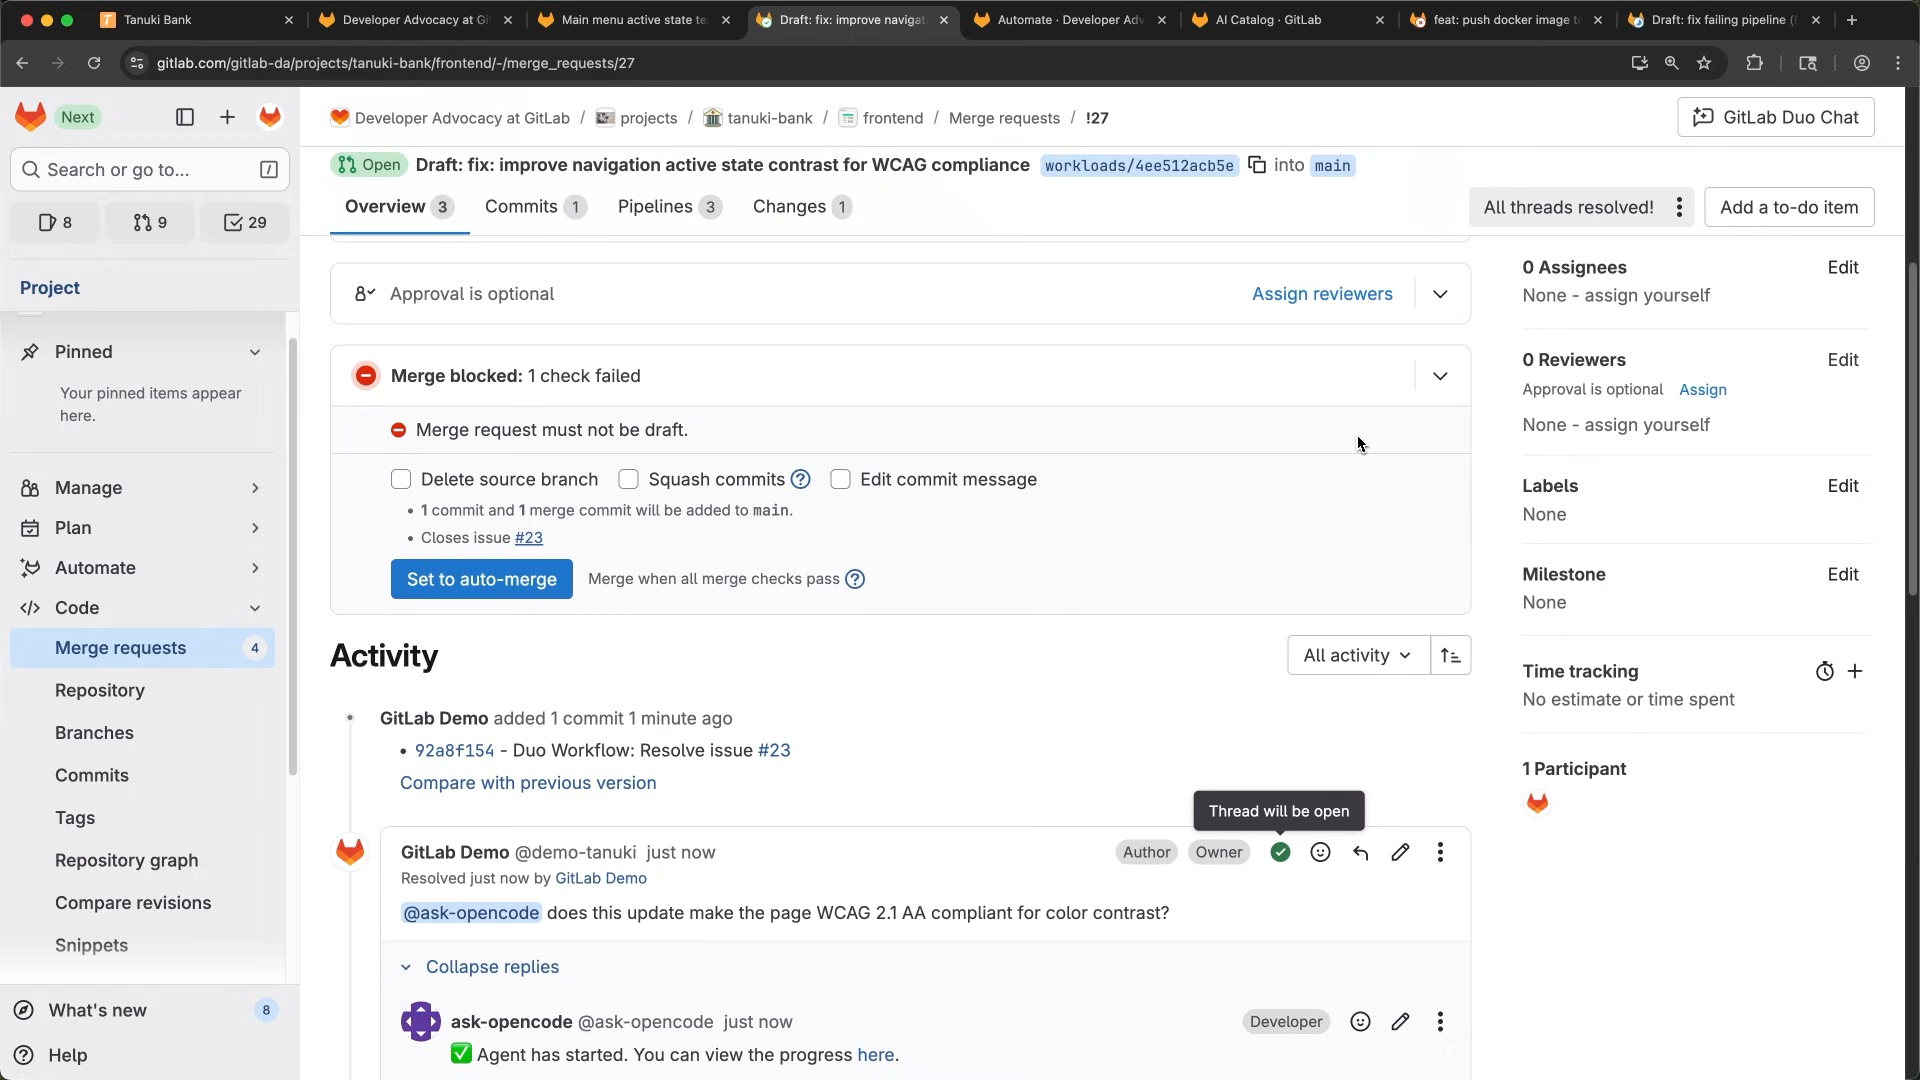 Tanuki Bank
Developer Advocacy at Gi
Main menu active state te
Draft: fix: improve navigat
Automate · Developer Adv
AI Catalog · GitLab
feat: push docker image t
Draft: fix failing pipeline (!
gitlab.com/gitlab-da/projects/tanuki-bank/frontend/-/merge_requests/27
Next
Developer Advocacy at GitLab / projects / tanuki-bank / frontend / Merge requests / !27
GitLab Duo Chat
Search or go to... /
Open Draft: fix: improve navigation active state contrast for WCAG compliance workloads/4ee512acb5e into main
8 9 29
Overview 3 Commits 1 Pipelines 3 Changes 1
All threads resolved! Add a to-do item
Project
Pinned
Your pinned items appear
here.
Manage
Plan
Automate
Code
Merge requests 4
Repository
Branches
Commits
Tags
Repository graph
Compare revisions
Snippets
What's new 8
Help
Approval is optional Assign reviewers
Merge blocked: 1 check failed
Merge request must not be draft.
Delete source branch Squash commits ? Edit commit message
• 1 commit and 1 merge commit will be added to main.
• Closes issue #23
Set to auto-merge Merge when all merge checks pass ?
Activity All activity
GitLab Demo added 1 commit 1 minute ago
• 92a8f154 - Duo Workflow: Resolve issue #23
Compare with previous version
Thread will be open
GitLab Demo @demo-tanuki just now Author Owner
Resolved just now by GitLab Demo
@ask-opencode does this update make the page WCAG 2.1 AA compliant for color contrast?
Collapse replies
ask-opencode @ask-opencode just now Developer
✅ Agent has started. You can view the progress here.
0 Assignees Edit
None - assign yourself
0 Reviewers Edit
Approval is optional Assign
None - assign yourself
Labels Edit
None
Milestone Edit
None
Time tracking
No estimate or time spent
1 Participant